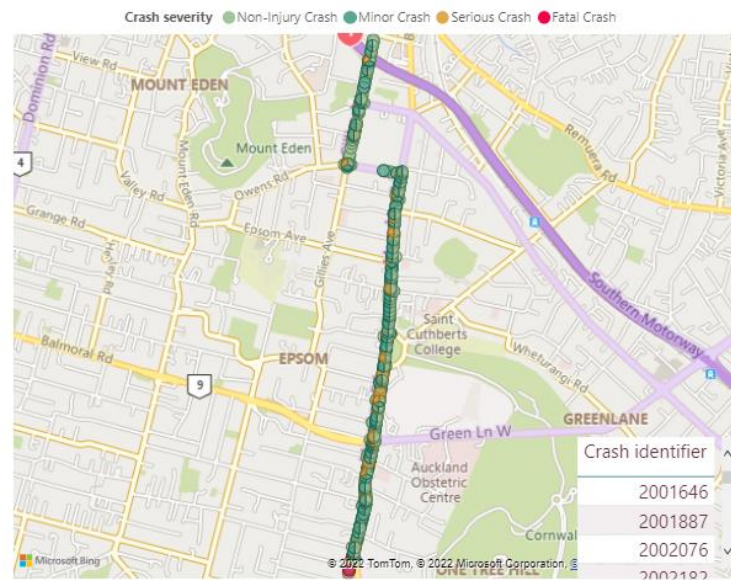 Crash severity Non-Injury Crash Minor Crash Serious Crash Fatal Crash
Dominion Rd
View Rd
MOUNT EDEN
Remuera Rd
Victoria Ave
Mount Eden
4
Mount Eden Rd
Valley Rd
Owens Rd
Grange Rd
Epsom Ave
Gillies Ave
Southern Motorway
Saint
Cuthberts
College
Balmoral Rd
EPSOM
Wheturangi Rd
9
GREENLANE
Green Ln W
Auckland
Obstetric
Centre
Crash identifier
2001646
2001887
2002076
2002182
Cornwa
Microsoft Bing
© 2022 TomTom, © 2022 Microsoft Corporation, ©
ONE TREE HILL